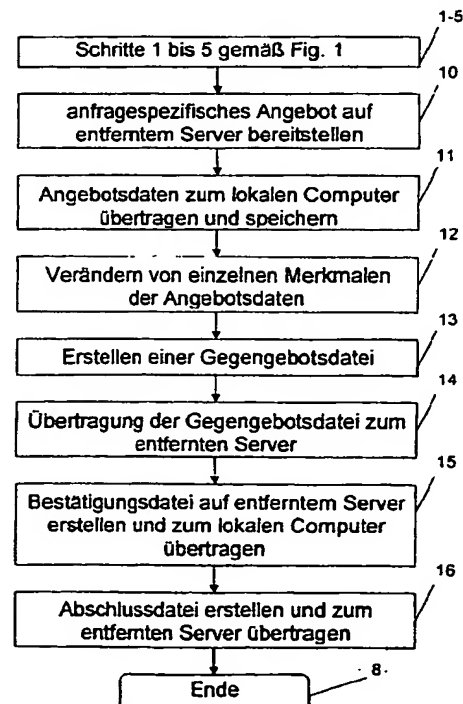 1-5
Schritte 1 bis 5 gemäß Fig. 1
10
anfragespezifisches Angebot auf
entferntem Server bereitstellen
11
Angebotsdaten zum lokalen Computer
übertragen und speichern
12
Verändern von einzelnen Merkmalen
der Angebotsdaten
13
Erstellen einer Gegengebotsdatei
14
Übertragung der Gegengebotsdatei zum
entfernten Server
15
Bestätigungsdatei auf entferntem Server
erstellen und zum lokalen Computer
übertragen
16
Abschlussdatei erstellen und zum
entfernten Server übertragen
8
Ende